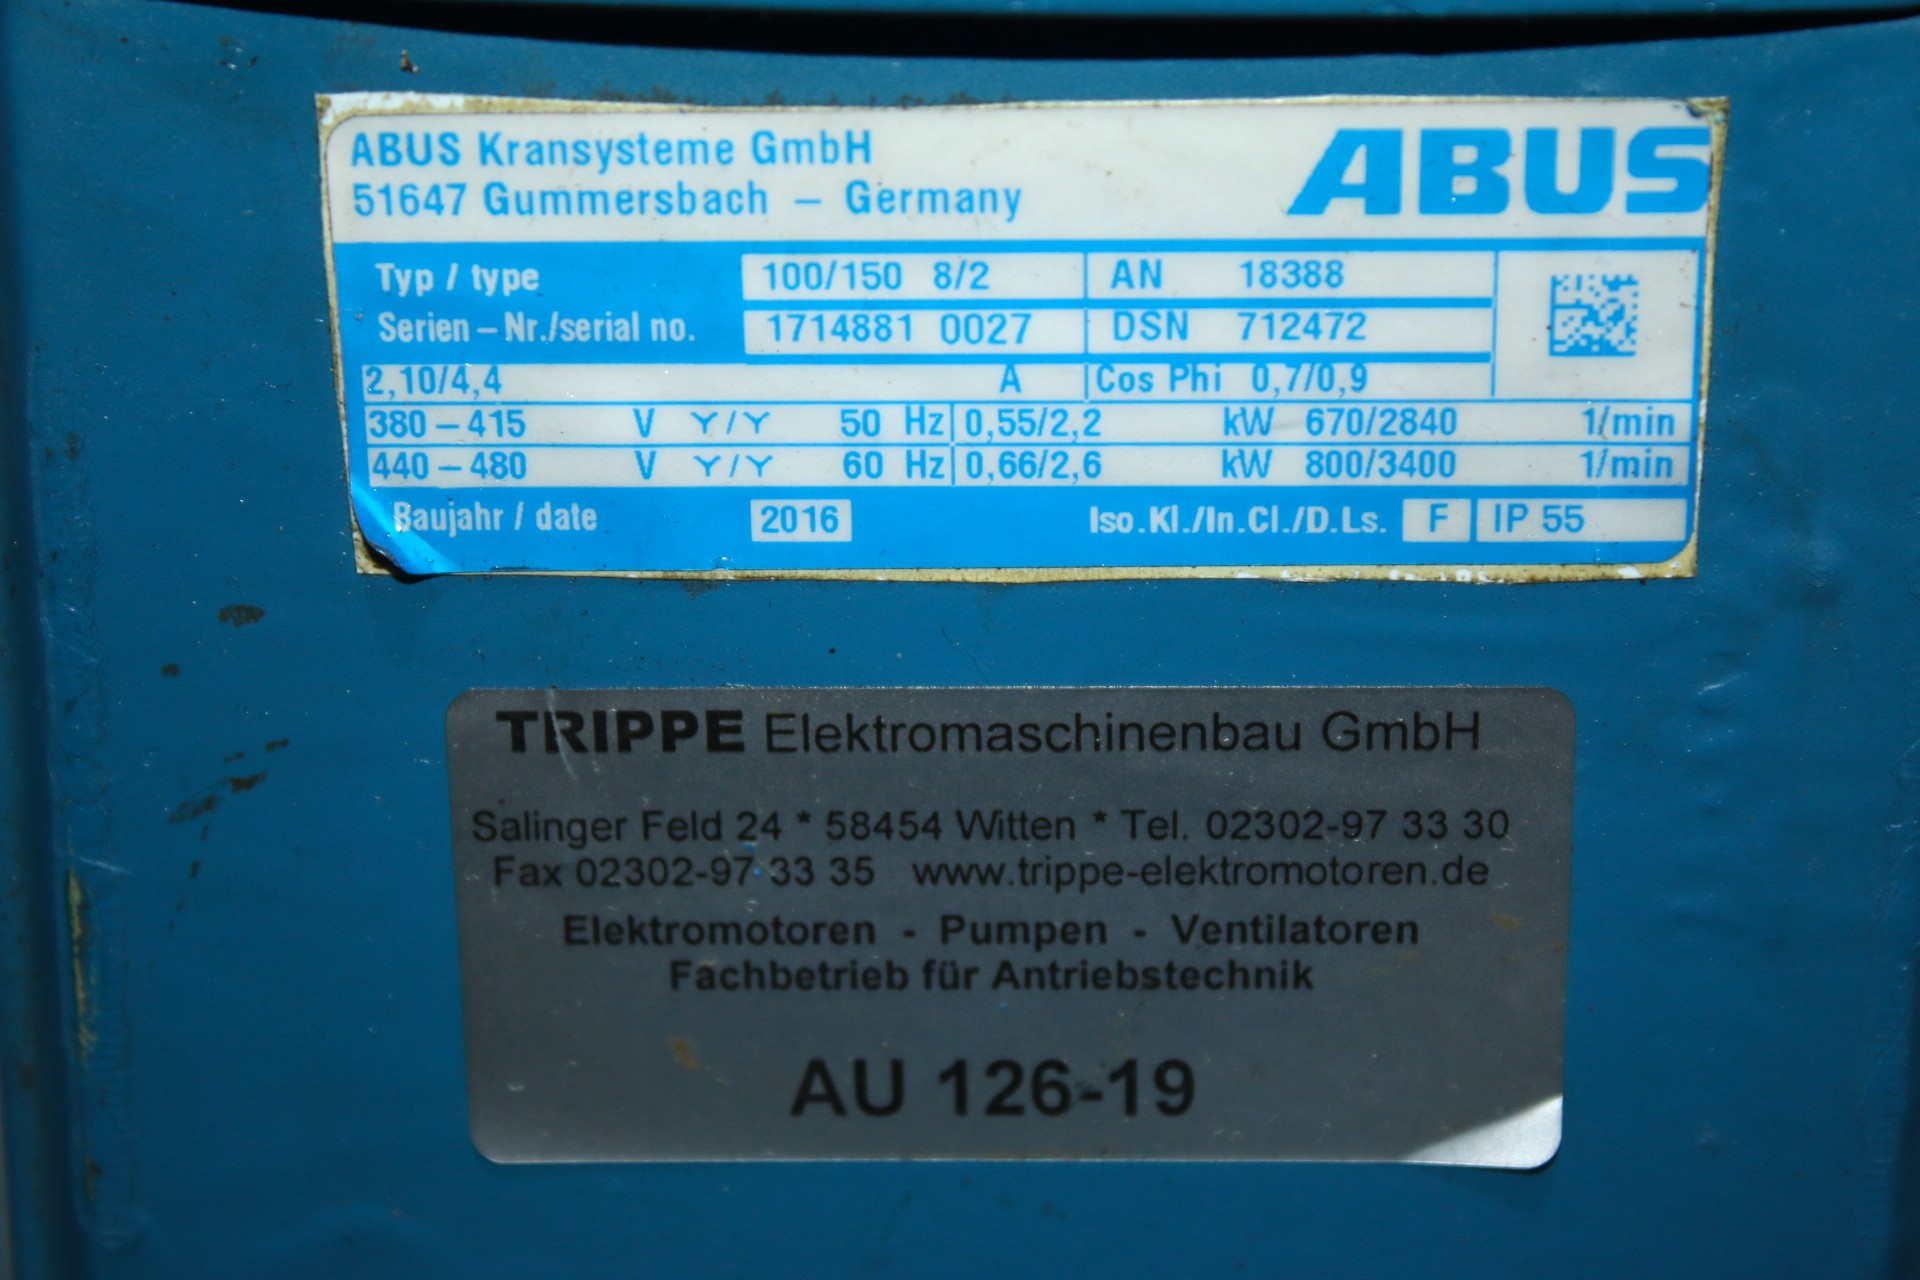 ABUS Kransysteme GmbH
51647 Gummersbach – Germany
ABUS
Typ / type 100/150 8/2 AN 18388
Serien – Nr./serial no. 1714881 0027 DSN 712472
2,10/4,4 A Cos Phi 0,7/0,9
380 – 415 V Y/Y 50 Hz 0,55/2,2 kW 670/2840 1/min
440 – 480 V Y/Y 60 Hz 0,66/2,6 kW 800/3400 1/min
Baujahr / date 2016 Iso.Kl./In.Cl./D.Ls. F IP 55
TRIPPE Elektromaschinenbau GmbH
Salinger Feld 24 * 58454 Witten * Tel. 02302-97 33 30
Fax 02302-97 33 35 www.trippe-elektromotoren.de
Elektromotoren - Pumpen - Ventilatoren
Fachbetrieb für Antriebstechnik
AU 126-19